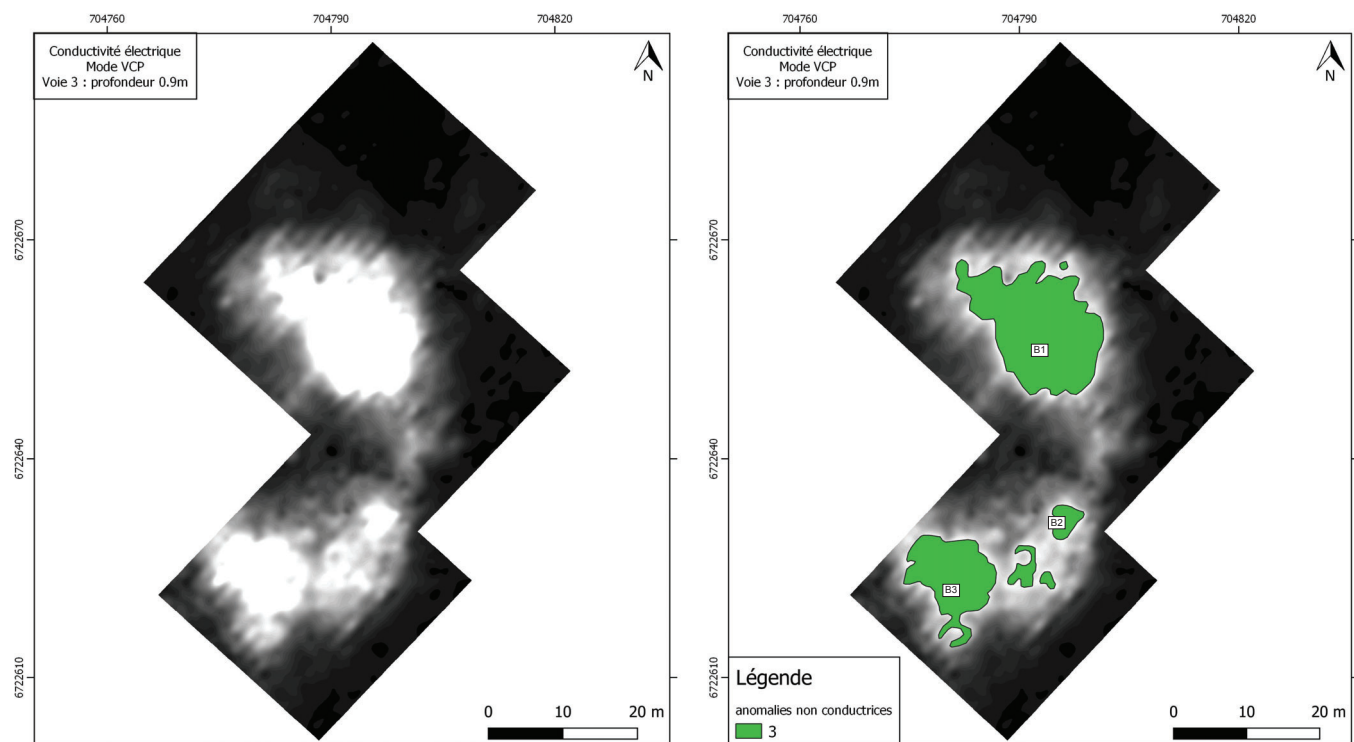 704760 704790 704820
Conductivité électrique
Mode VCP
Voie 3 : profondeur 0.9m
N
6722670
6722640
6722610
0 10 20 m
704760 704790 704820
Conductivité électrique
Mode VCP
Voie 3 : profondeur 0.9m
N
6722670
6722640
6722610
B1
B2
B3
Légende
anomalies non conductrices
3
0 10 20 m